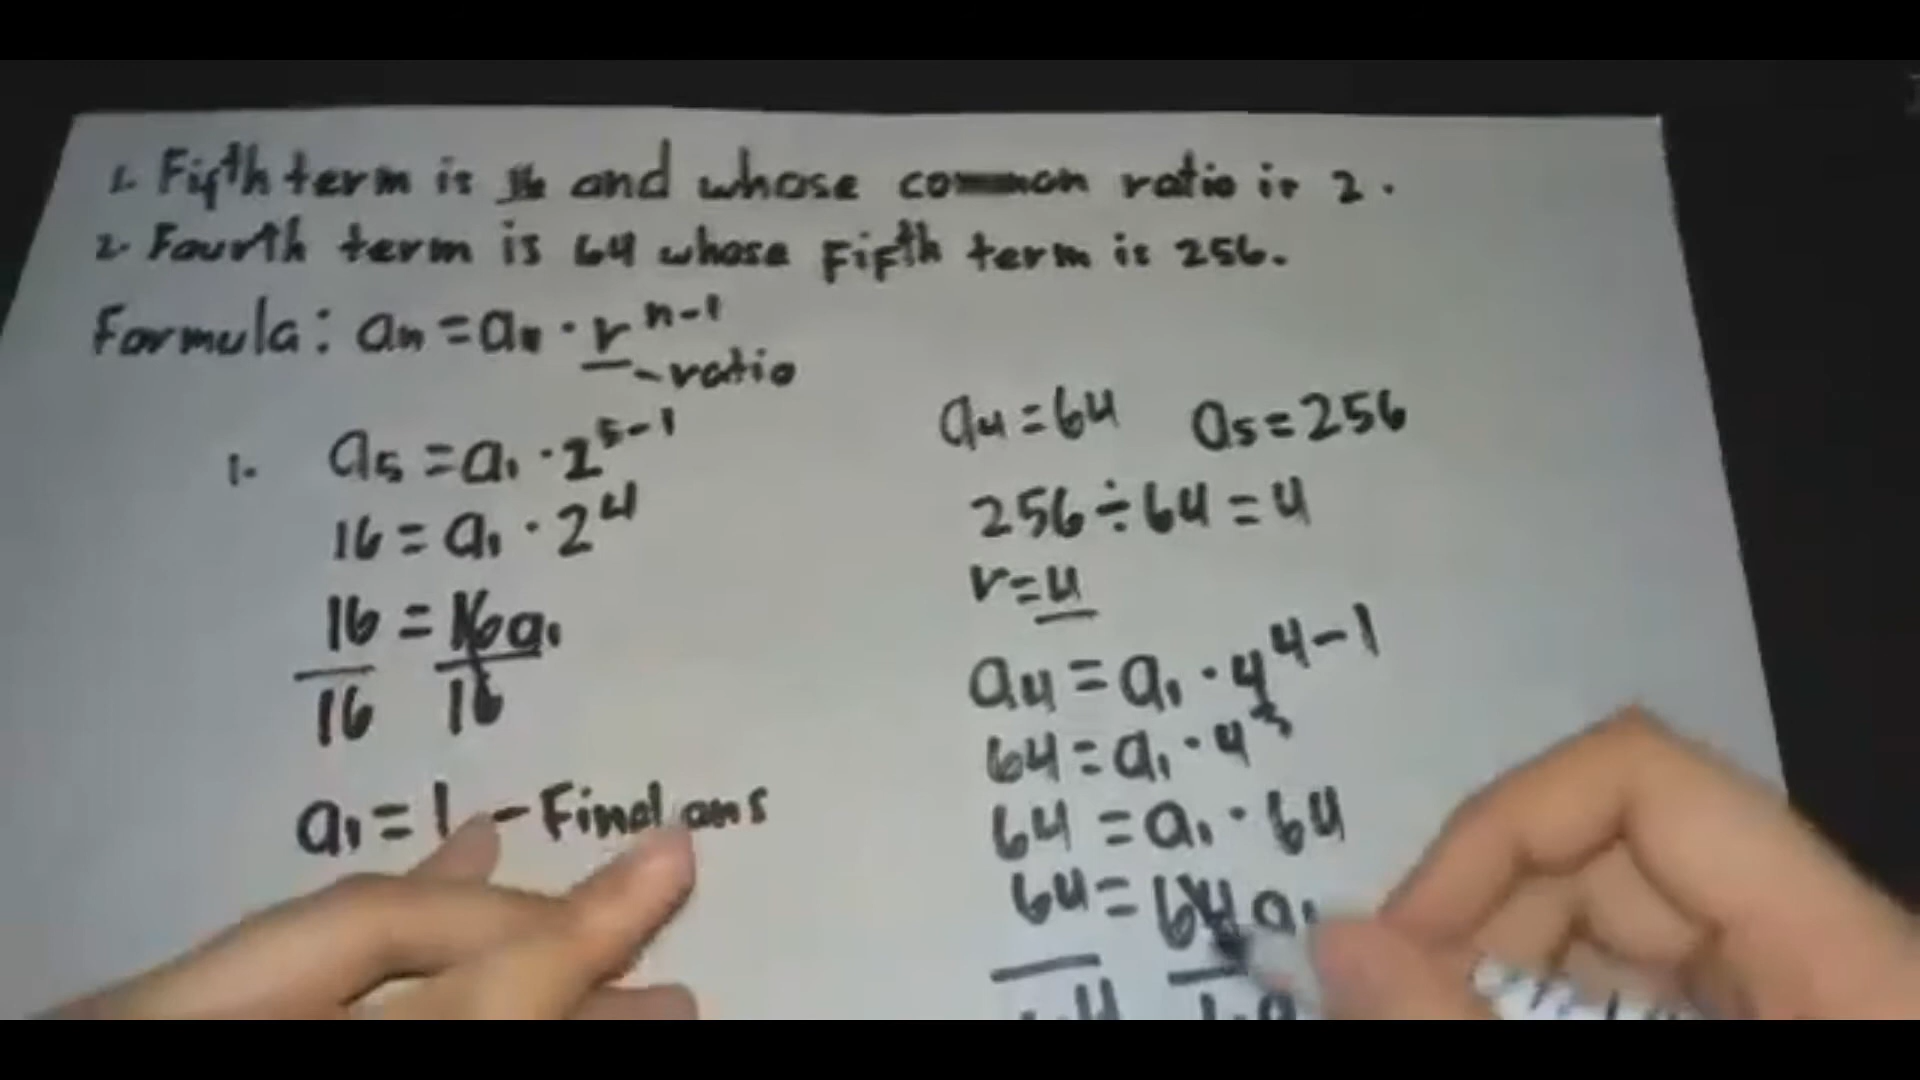 1. Fifth term is 16 and whose common ratio is 2.
2. Fourth term is 64 whose Fifth term is 256.
Formula: an = a1 · r^n-1
- ratio
1. a5 = a1 · 2^5-1
16 = a1 · 2^4
16 = 16a1
16 16
a1 = 1 - Final ans
a4 = 64 a5 = 256
256 ÷ 64 = 4
r = 4
a4 = a1 · 4^4-1
64 = a1 · 4^3
64 = a1 · 64
64 = 64a1